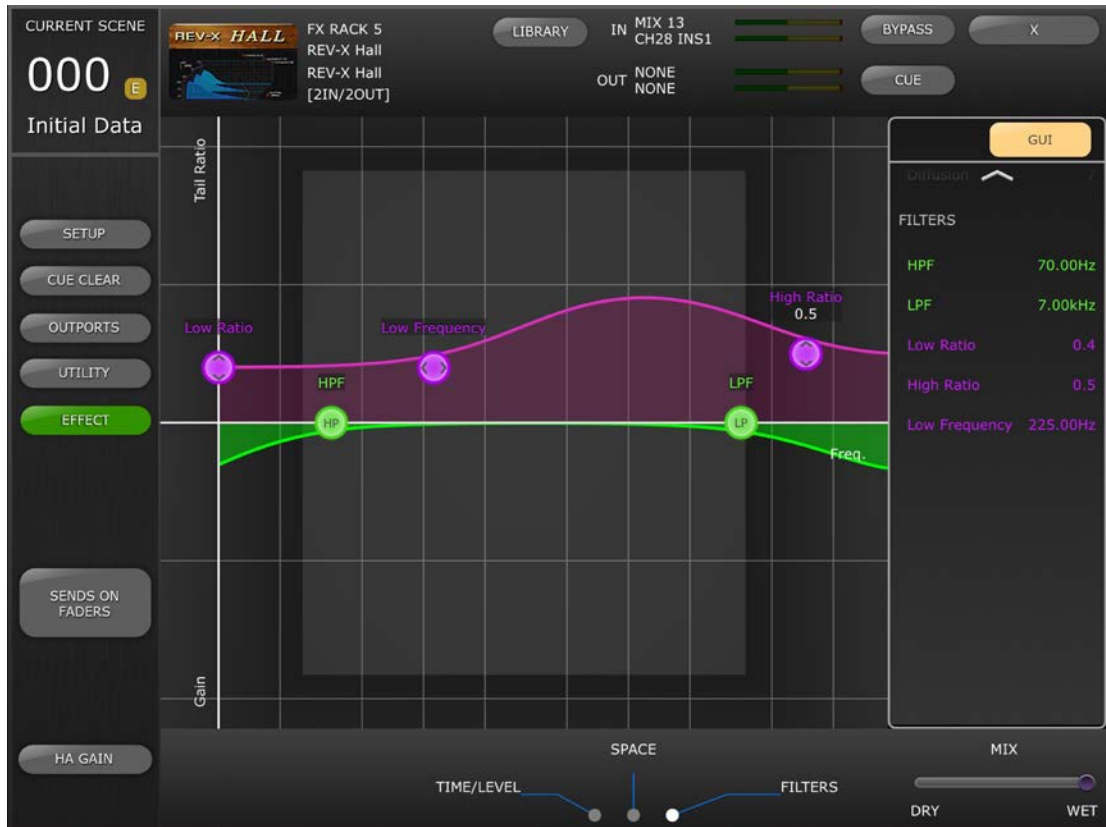 CURRENT SCENE
000 E
Initial Data
REV-X HALL
FX RACK 5
REV-X Hall
REV-X Hall
[2IN/2OUT]
LIBRARY
IN MIX 13
CH28 INS1
OUT NONE
NONE
BYPASS
X
CUE
SETUP
CUE CLEAR
OUTPORTS
UTILITY
EFFECT
SENDS ON
FADERS
HA GAIN
Tail Ratio
Low Ratio
Low Frequency
High Ratio
0.5
HPF
HP
LPF
LP
Freq.
Gain
GUI
Diffusion 7
FILTERS
HPF 70.00Hz
LPF 7.00kHz
Low Ratio 0.4
High Ratio 0.5
Low Frequency 225.00Hz
SPACE
TIME/LEVEL
FILTERS
MIX
DRY WET